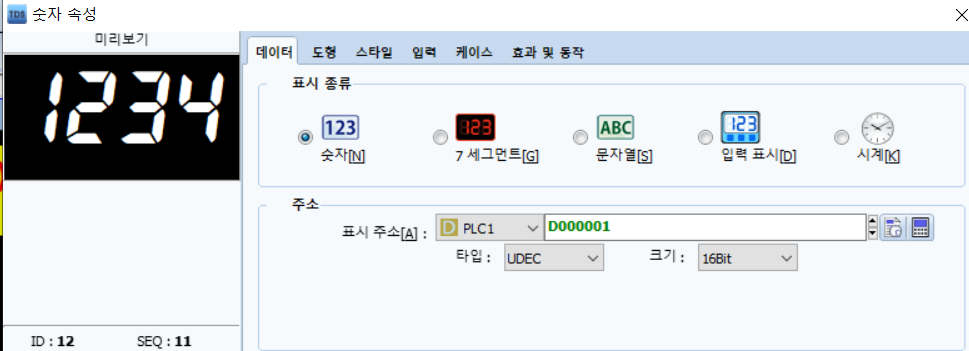 TDS 숫자 속성
미리보기
1234
ID : 12 SEQ : 11
데이터 도형 스타일 입력 케이스 효과 및 동작
표시 종류
123 123 ABC 123
숫자[N] 7 세그먼트[G] 문자열[S] 입력 표시[D] 시계[K]
주소
표시 주소[A] : D PLC1 D000001
타입 : UDEC 크기 : 16Bit